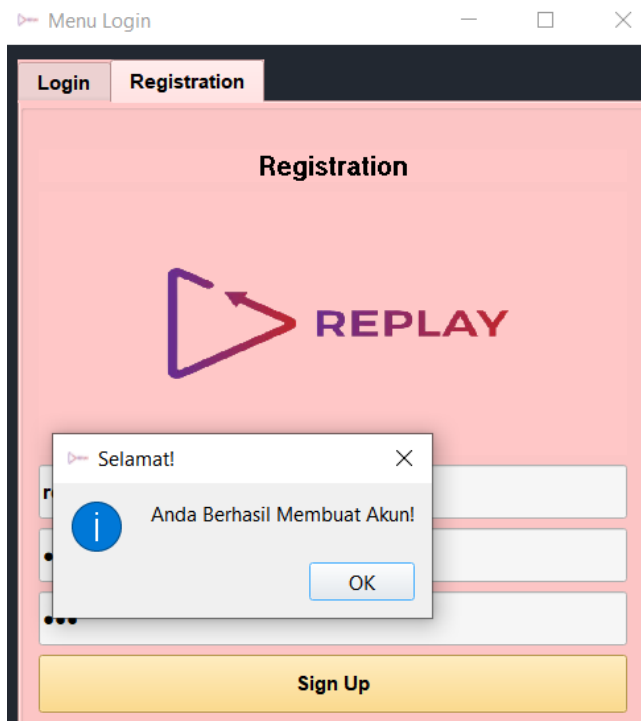 Menu Login
Login
Registration
Registration
REPLAY
Selamat!
Anda Berhasil Membuat Akun!
OK
Sign Up